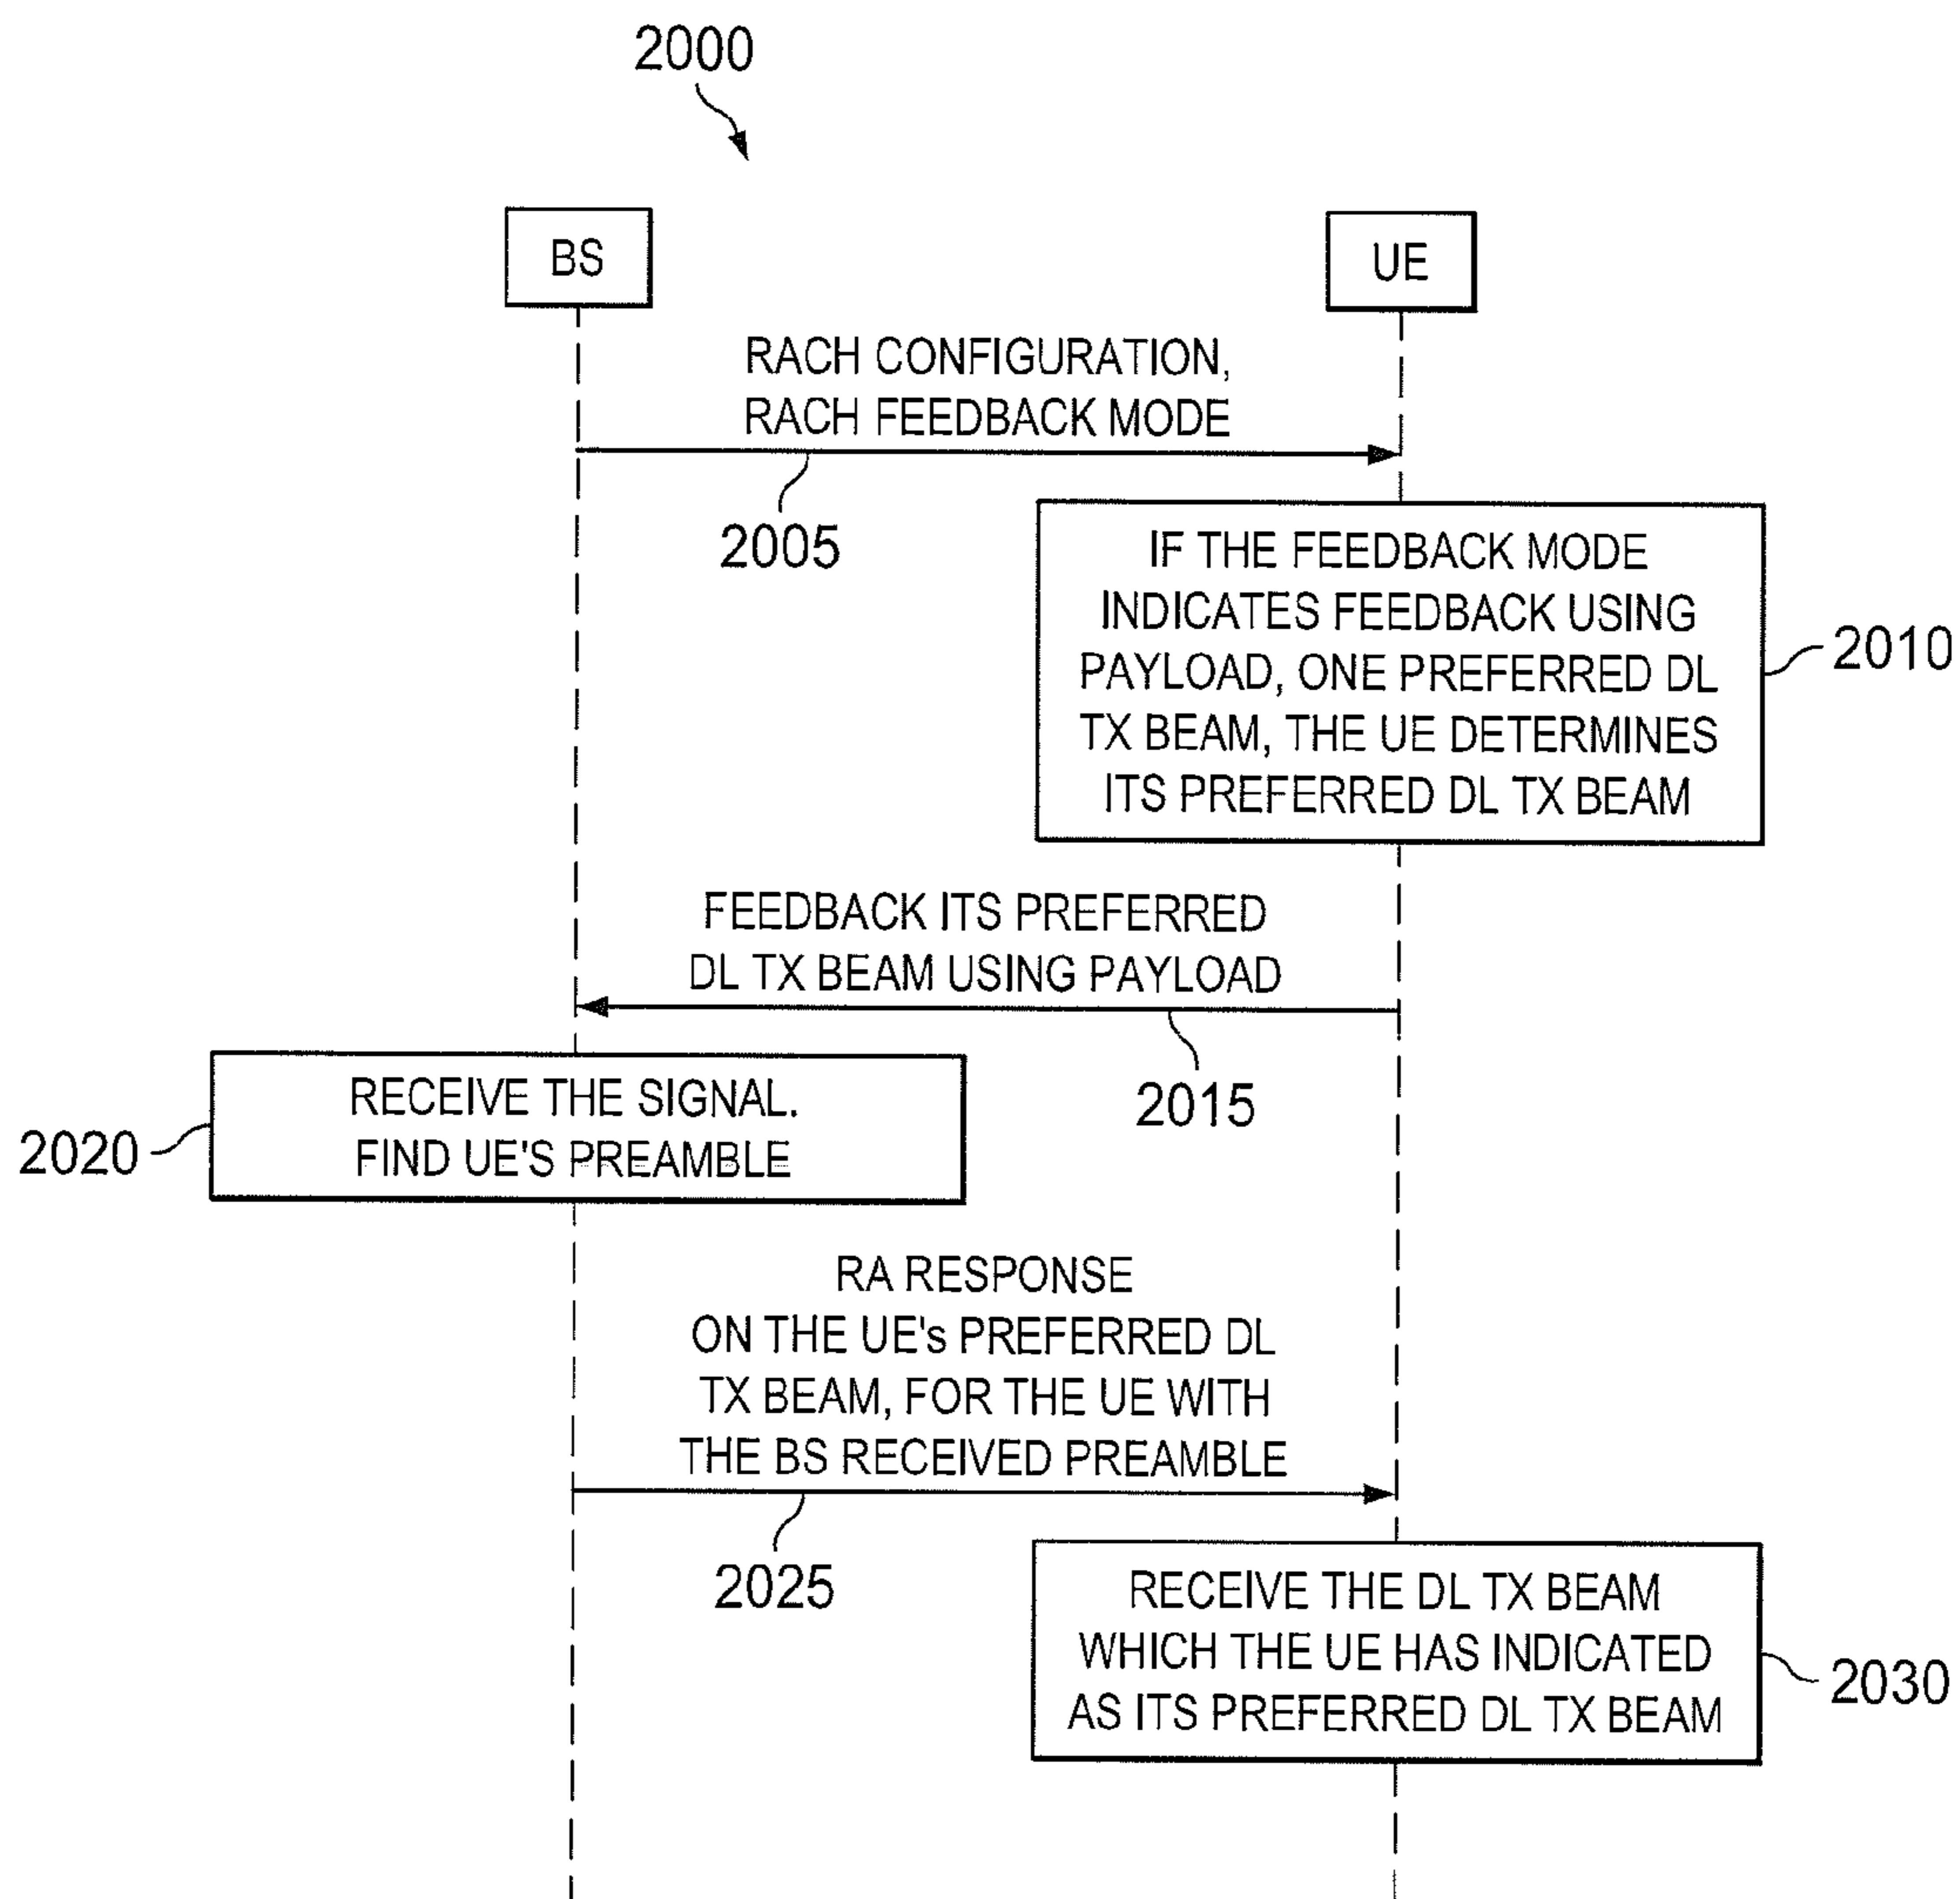 2000
BS
UE
RACH CONFIGURATION,
RACH FEEDBACK MODE
2005
IF THE FEEDBACK MODE
INDICATES FEEDBACK USING
PAYLOAD, ONE PREFERRED DL
TX BEAM, THE UE DETERMINES
ITS PREFERRED DL TX BEAM
2010
FEEDBACK ITS PREFERRED
DL TX BEAM USING PAYLOAD
2015
RECEIVE THE SIGNAL.
FIND UE'S PREAMBLE
2020
RA RESPONSE
ON THE UE's PREFERRED DL
TX BEAM, FOR THE UE WITH
THE BS RECEIVED PREAMBLE
2025
RECEIVE THE DL TX BEAM
WHICH THE UE HAS INDICATED
AS ITS PREFERRED DL TX BEAM
2030